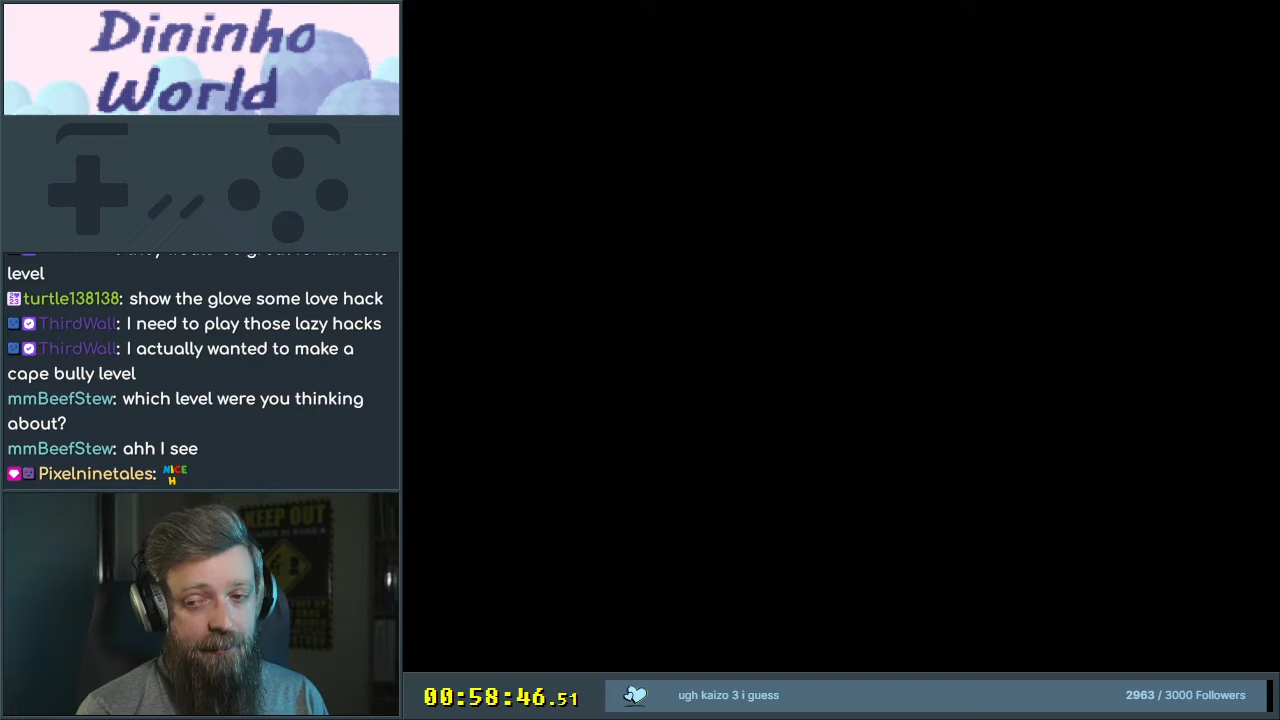 Dininho
World
level
turtle138138: show the glove some love hack
ThirdWall: I need to play those lazy hacks
ThirdWall: I actually wanted to make a
cape bully level
mmBeefStew: which level were you thinking
about?
mmBeefStew: ahh I see
Pixelninetales: NICE
H
KEEP OUT
00:58:46.51
ugh kaizo 3 i guess
2963 / 3000 Followers